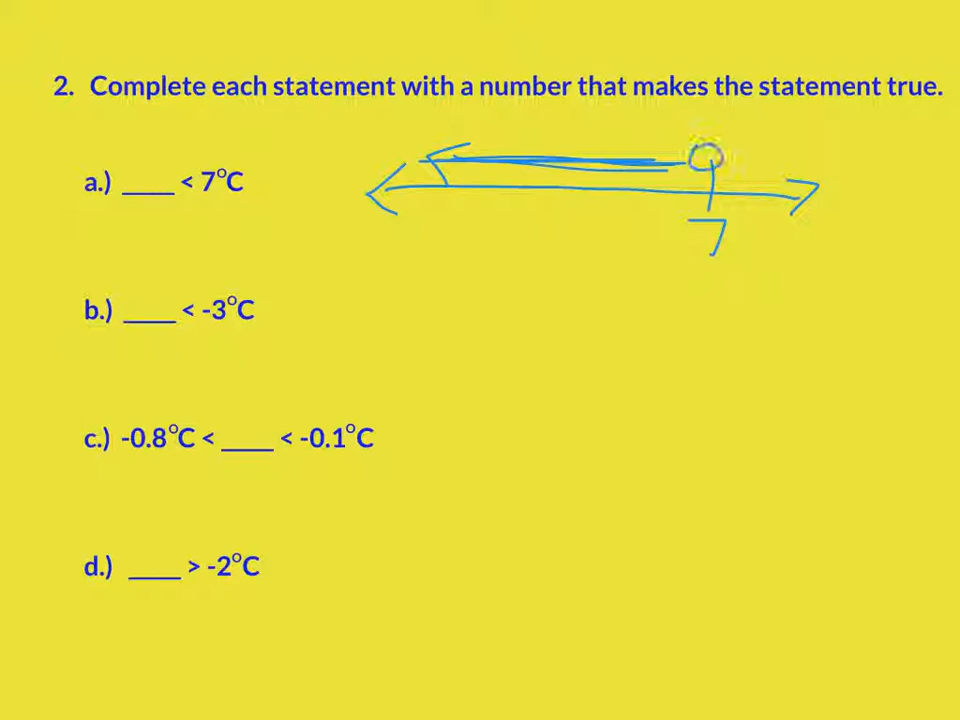 2. Complete each statement with a number that makes the statement true.
a.) ____ < 7°C
7
b.) ____ < -3°C
c.) -0.8°C < ____ < -0.1°C
d.) ____ > -2°C